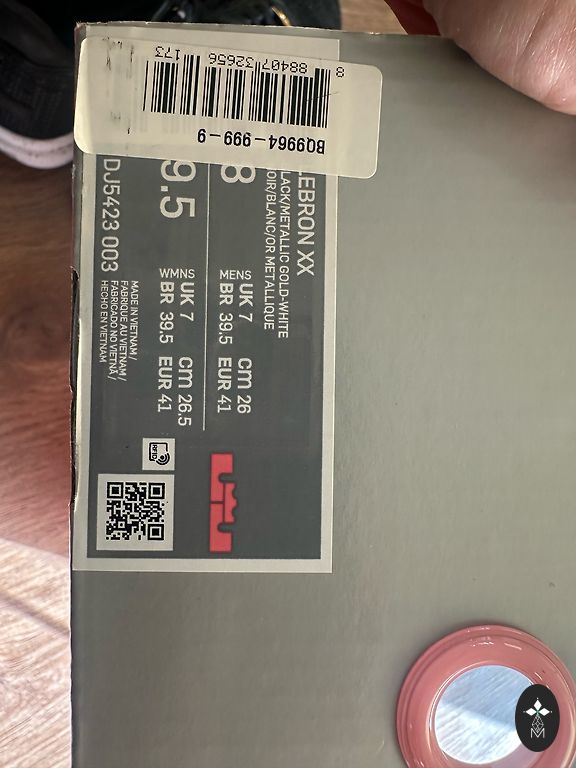 8 88407 32656 173
BQ9964-999-9
LEBRON XX
LACK/METALLIC GOLD-WHITE
OIR/BLANC/OR METALLIQUE
8
MENS UK 7 cm 26
BR 39.5 EUR 41
9.5
WMNS UK 7 cm 26.5
BR 39.5 EUR 41
DJ5423 003
MADE IN VIETNAM /
FABRIQUE AU VIETNAM /
FABRICADO NO VIETNÃ /
HECHO EN VIETNAM
RFID
M